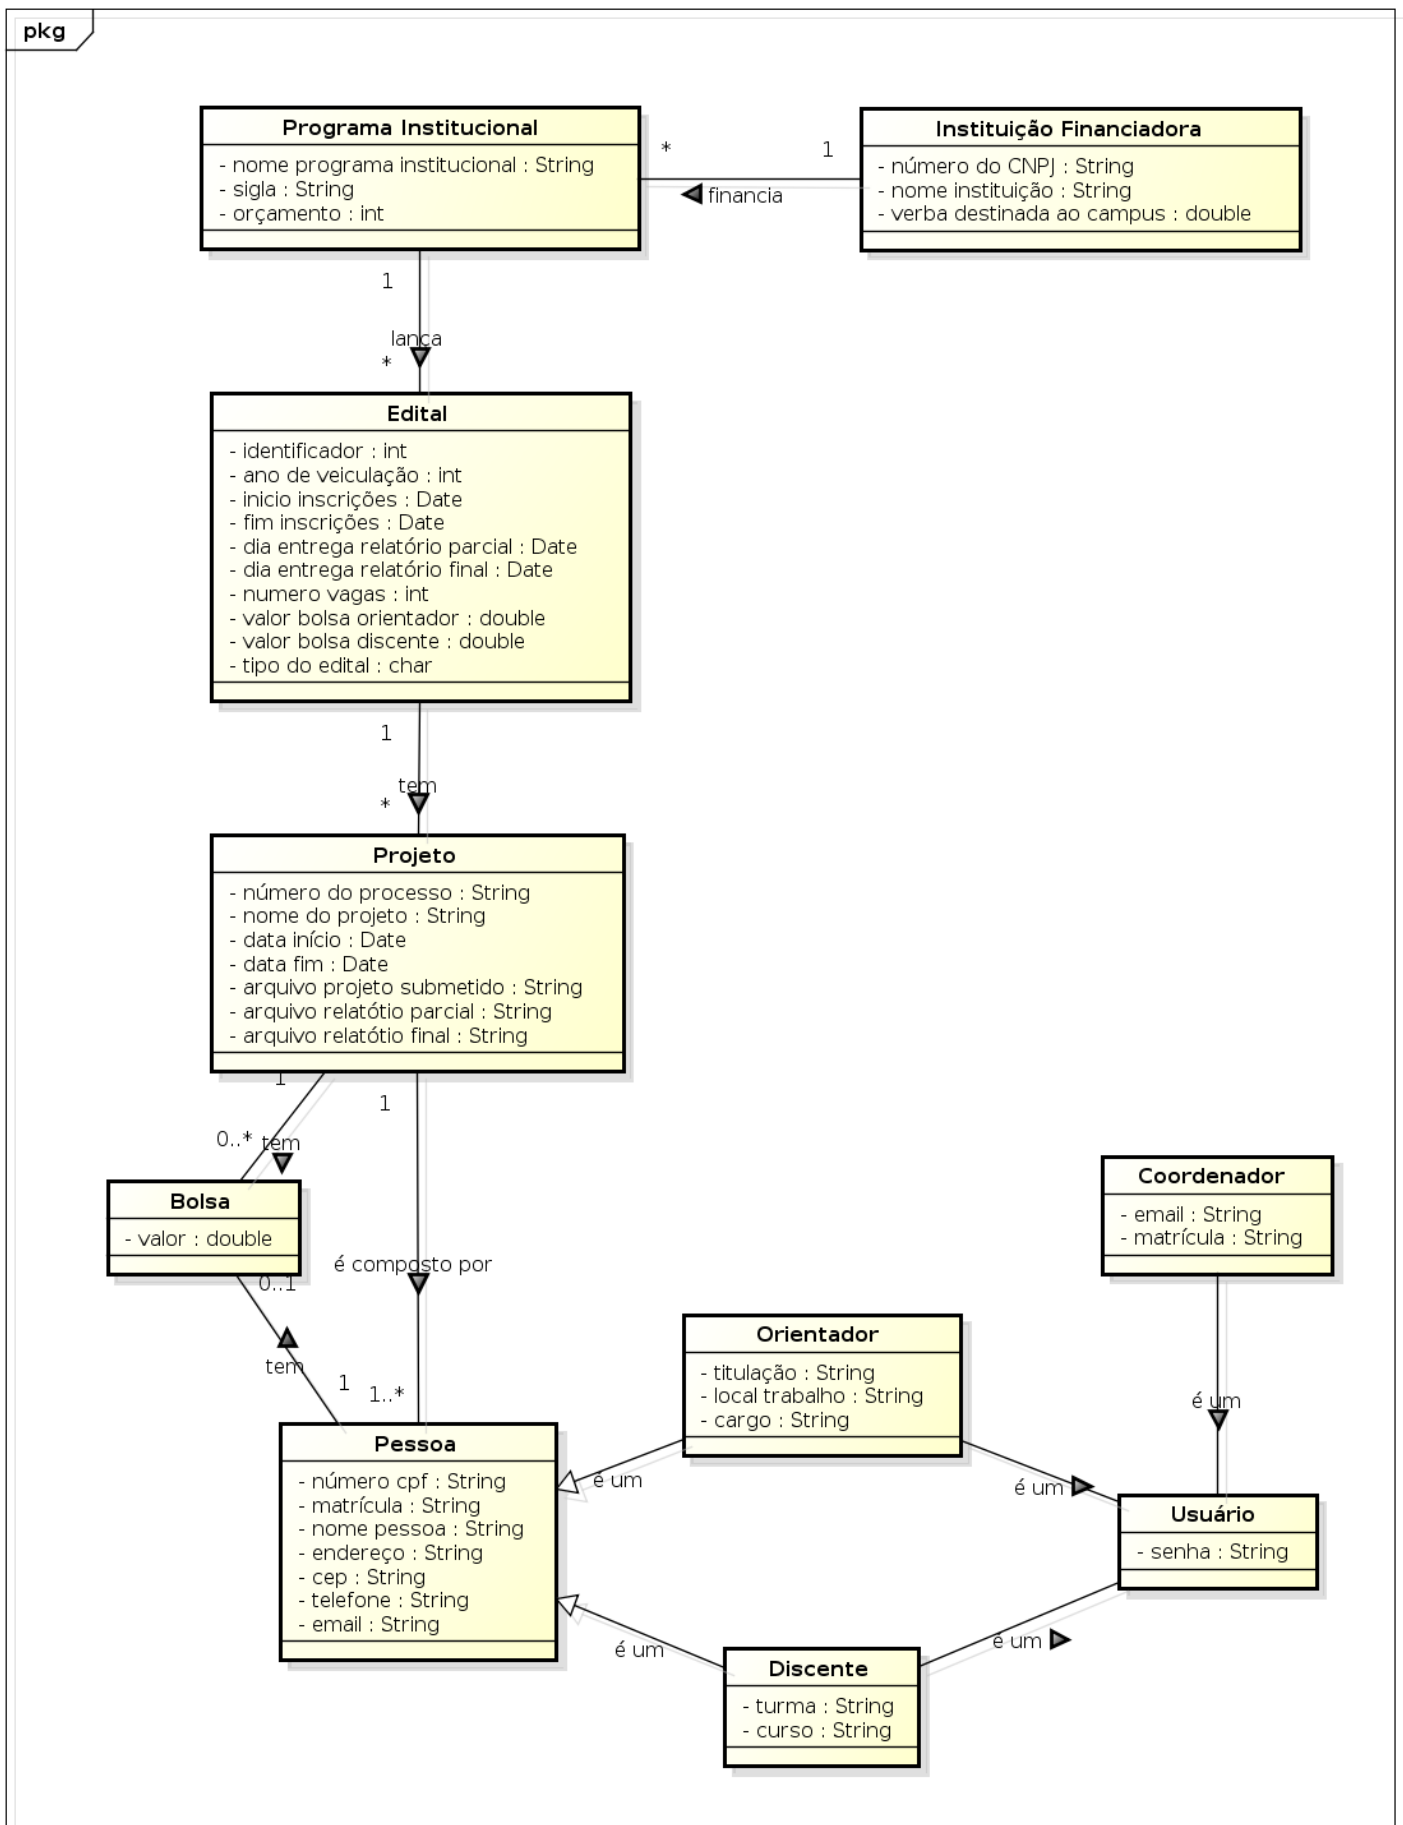 pkg
Programa Institucional
- nome programa institucional : String
- sigla : String
- orçamento : int
Instituição Financiadora
- número do CNPJ : String
- nome instituição : String
- verba destinada ao campus : double
*
1
financia
1
lança
*
Edital
- identificador : int
- ano de veiculação : int
- inicio inscrições : Date
- fim inscrições : Date
- dia entrega relatório parcial : Date
- dia entrega relatório final : Date
- numero vagas : int
- valor bolsa orientador : double
- valor bolsa discente : double
- tipo do edital : char
1
tem
*
Projeto
- número do processo : String
- nome do projeto : String
- data início : Date
- data fim : Date
- arquivo projeto submetido : String
- arquivo relatótio parcial : String
- arquivo relatótio final : String
1
1
0..*
tem
Bolsa
- valor : double
0..1
é composto por
tem
1
1..*
Coordenador
- email : String
- matrícula : String
é um
Orientador
- titulação : String
- local trabalho : String
- cargo : String
é um
é um
Pessoa
- número cpf : String
- matrícula : String
- nome pessoa : String
- endereço : String
- cep : String
- telefone : String
- email : String
Usuário
- senha : String
é um
é um
Discente
- turma : String
- curso : String